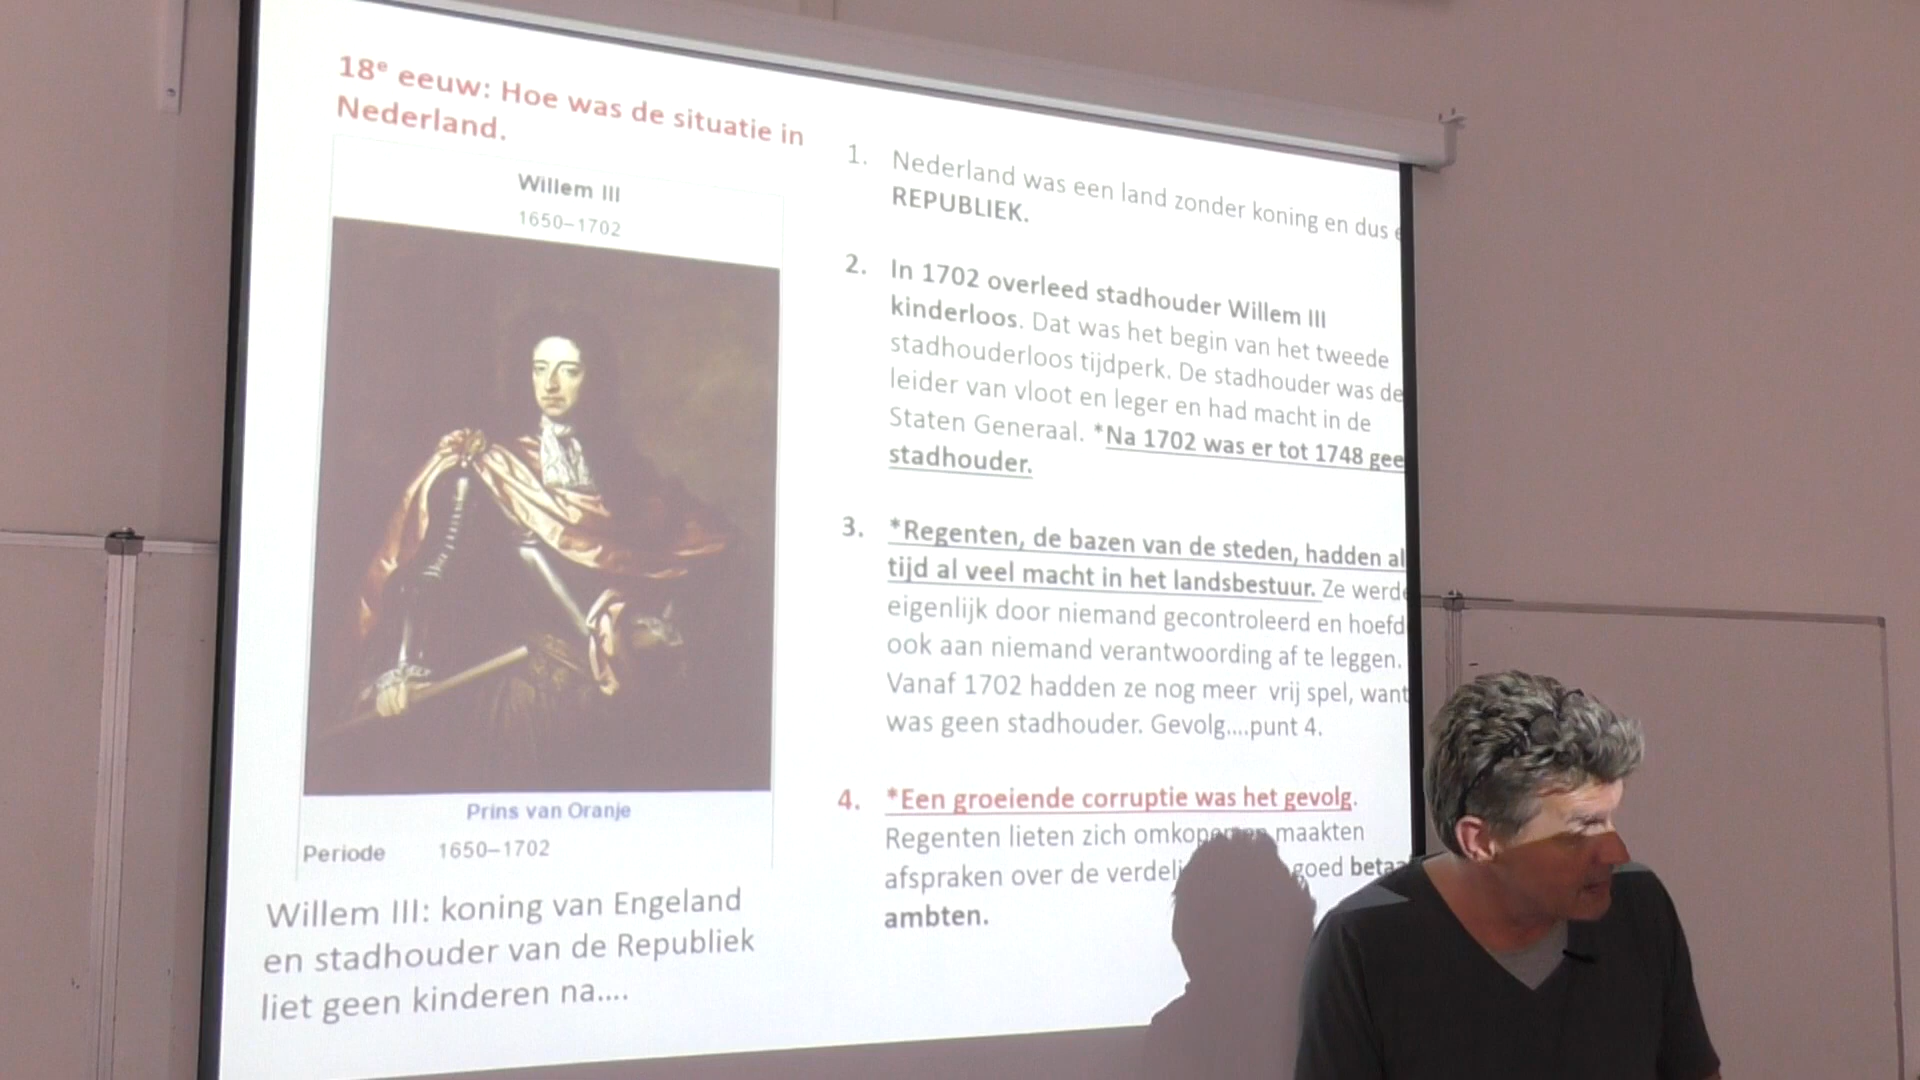 18e eeuw: Hoe was de situatie in
Nederland.
Willem III
1650–1702
Prins van Oranje
Periode 1650–1702
Willem III: koning van Engeland
en stadhouder van de Republiek
liet geen kinderen na....
1. Nederland was een land zonder koning en dus
REPUBLIEK.
2. In 1702 overleed stadhouder Willem III
kinderloos. Dat was het begin van het tweede
stadhouderloos tijdperk. De stadhouder was de
leider van vloot en leger en had macht in de
Staten Generaal. *Na 1702 was er tot 1748 gee
stadhouder.
3. *Regenten, de bazen van de steden, hadden al
tijd al veel macht in het landsbestuur. Ze werde
eigenlijk door niemand gecontroleerd en hoefd
ook aan niemand verantwoording af te leggen.
Vanaf 1702 hadden ze nog meer vrij spel, want
was geen stadhouder. Gevolg....punt 4.
4. *Een groeiende corruptie was het gevolg.
Regenten lieten zich omkopen maakten
afspraken over de verdeli goed betaa
ambten.